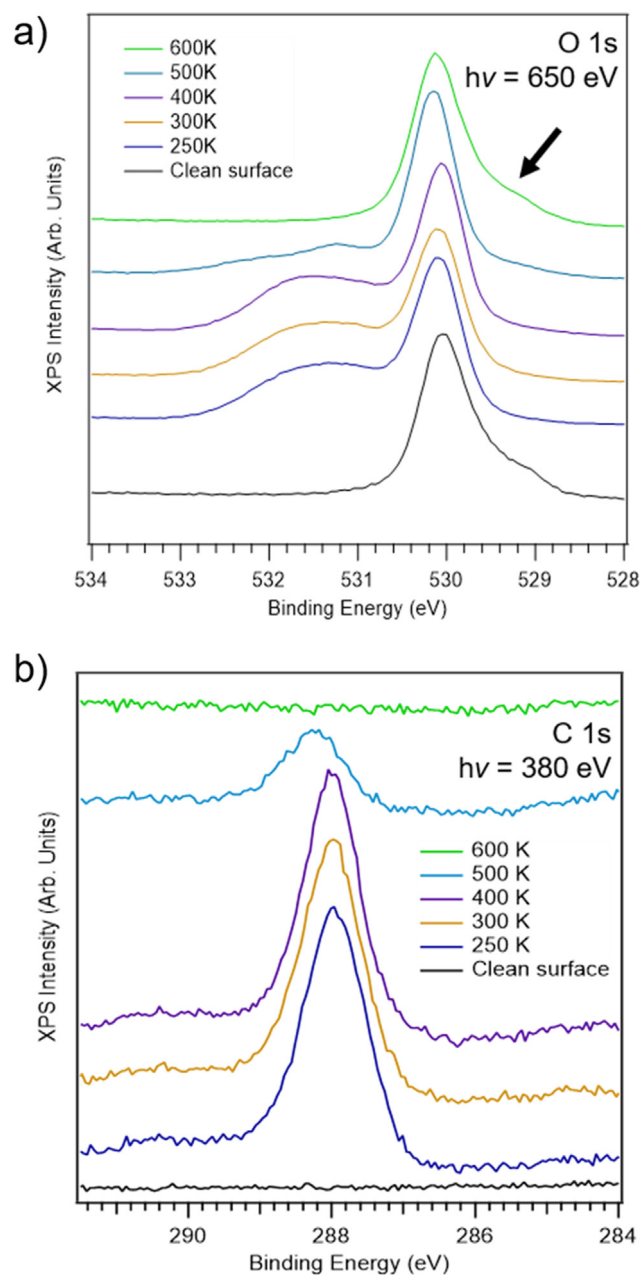 a)
600K
500K
400K
300K
250K
Clean surface
O 1s
hν = 650 eV
XPS Intensity (Arb. Units)
534 533 532 531 530 529 528
Binding Energy (eV)
b)
C 1s
hν = 380 eV
600 K
500 K
400 K
300 K
250 K
Clean surface
XPS Intensity (Arb. Units)
290 288 286 284
Binding Energy (eV)